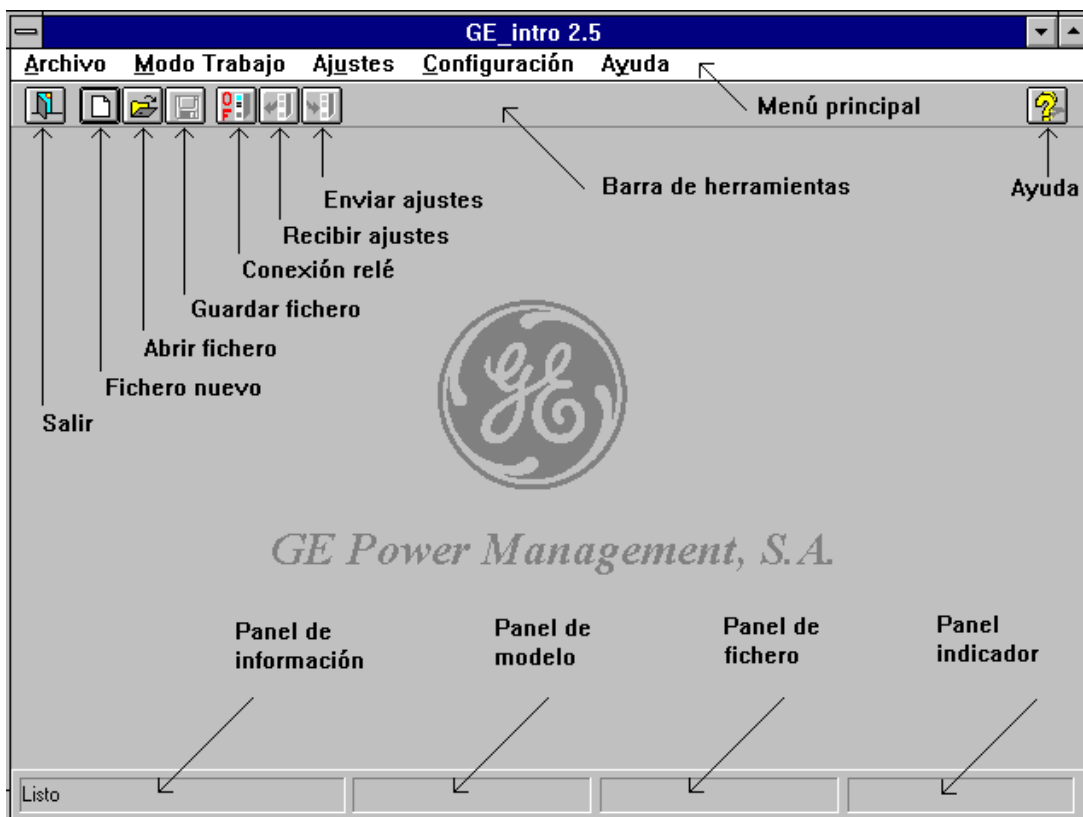 GE_intro 2.5
Archivo Modo Trabajo Ajustes Configuración Ayuda
Menú principal
Enviar ajustes
Barra de herramientas
Ayuda
Recibir ajustes
Conexión relé
Guardar fichero
Abrir fichero
Fichero nuevo
Salir
GE
GE Power Management, S.A.
Panel de
información
Panel de
modelo
Panel de
fichero
Panel
indicador
Listo